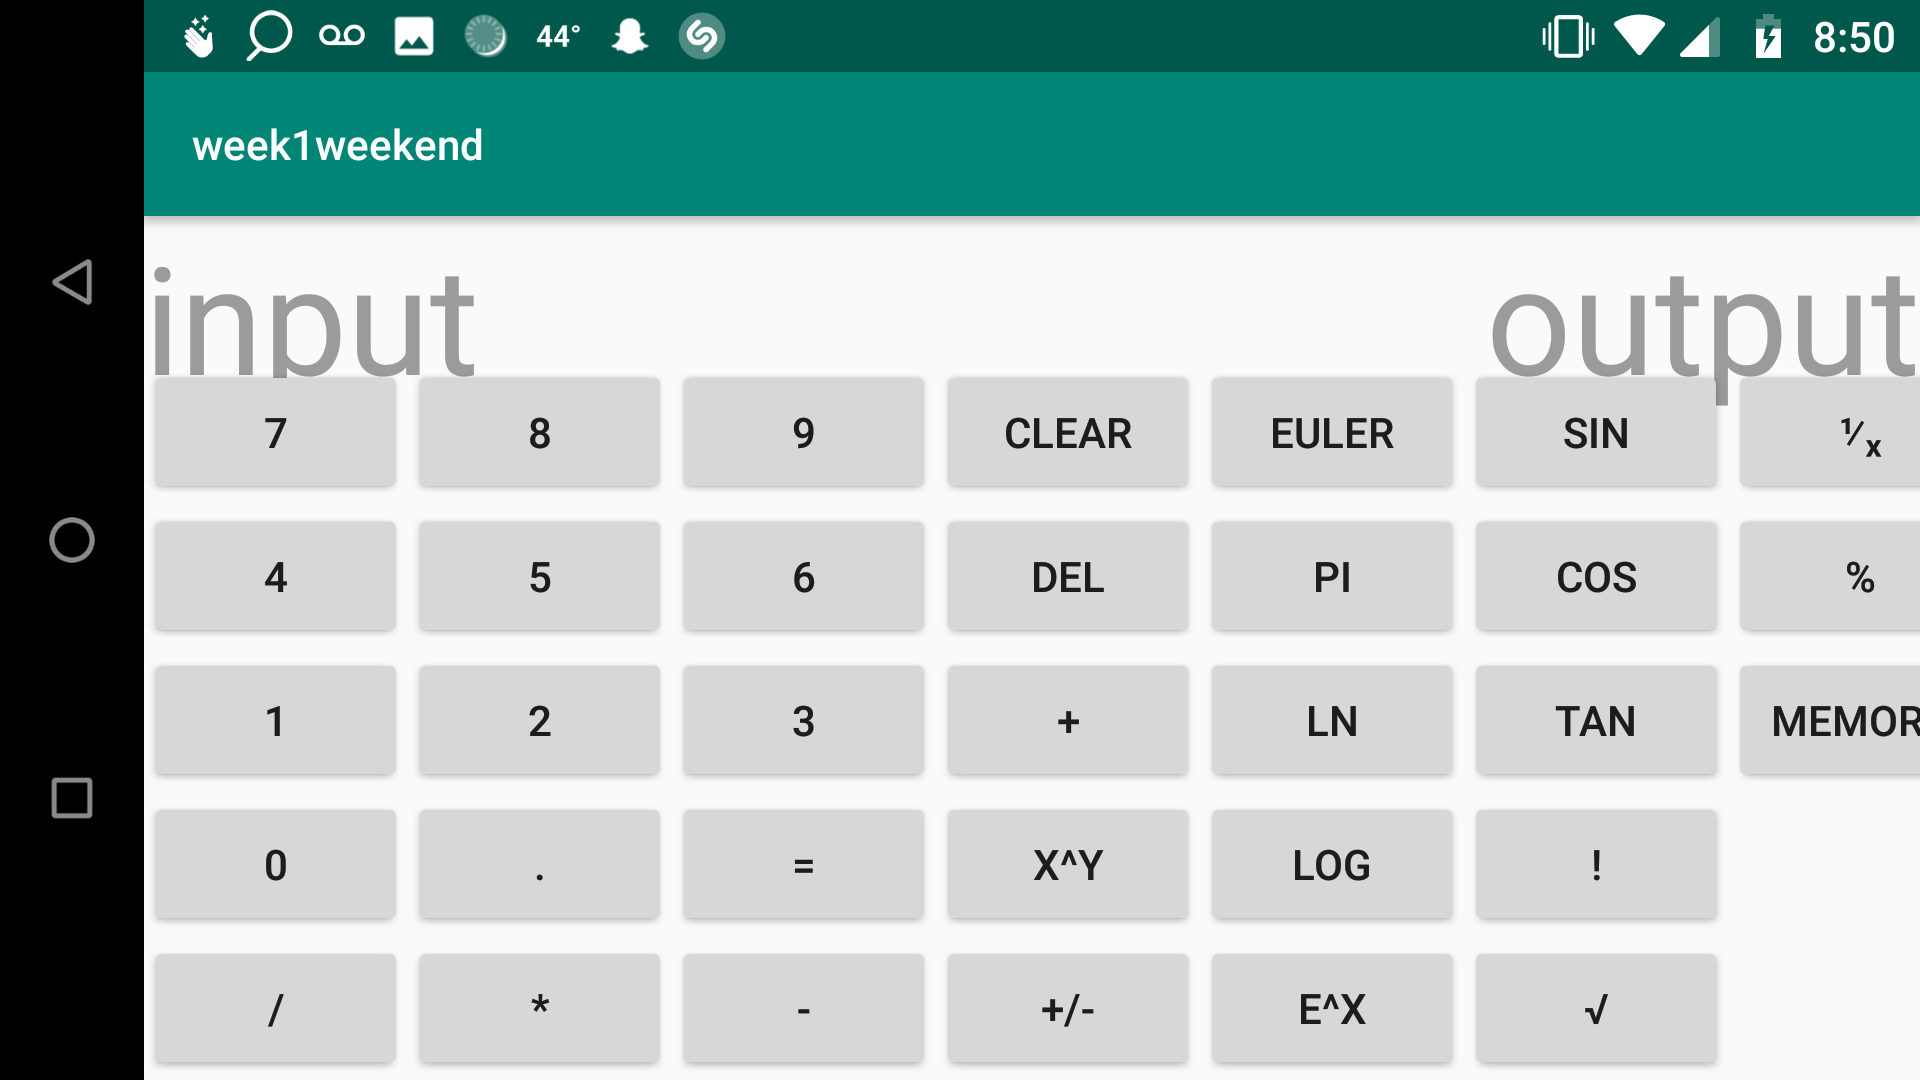 44° 8:50
week1weekend
input output
7 8 9 CLEAR EULER SIN ⅟x
4 5 6 DEL PI COS %
1 2 3 + LN TAN MEMOR
0 . = X^Y LOG !
/ * - +/- E^X √